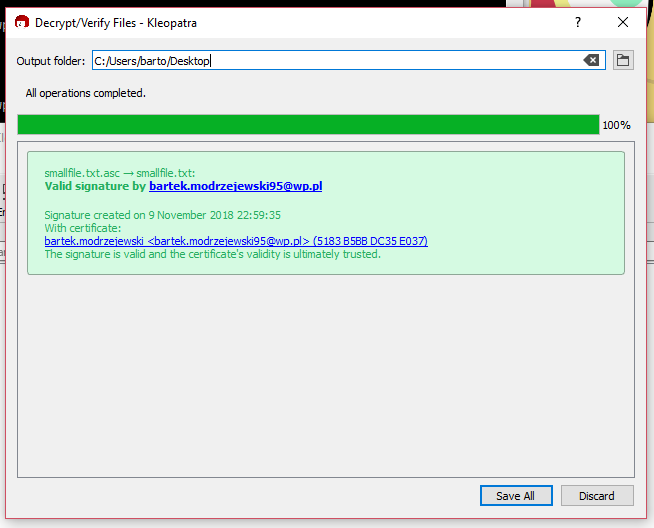 Decrypt/Verify Files - Kleopatra
Output folder: C:/Users/barto/Desktop
All operations completed.
100%
smallfile.txt.asc → smallfile.txt:
Valid signature by bartek.modrzejewski95@wp.pl
Signature created on 9 November 2018 22:59:35
With certificate:
bartek.modrzejewski <bartek.modrzejewski95@wp.pl> (5183 B5BB DC35 E037)
The signature is valid and the certificate's validity is ultimately trusted.
Save All Discard